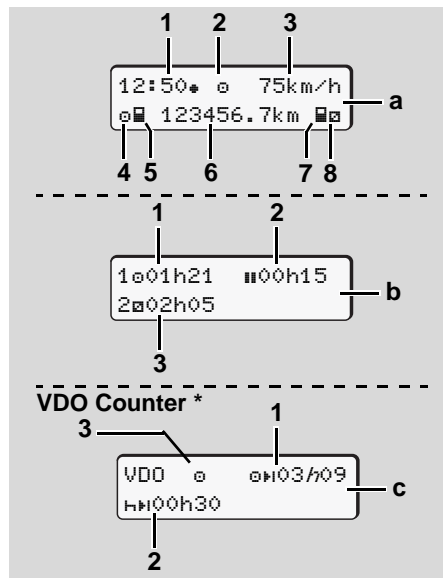 1 2 3
12:50 75km/h
a
123456.7km
4 5 6 7 8
1 2
1 01h21 00h15
b
2 02h05
3
VDO Counter *
3 1
VDO 03h09
c
00h30
2